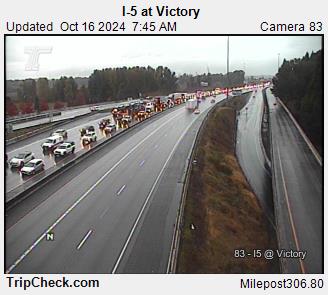 I-5 at Victory
Updated Oct 16 2024 7:45 AM Camera 83
N
83 - I5 @ Victory
TripCheck.com Milepost306.80